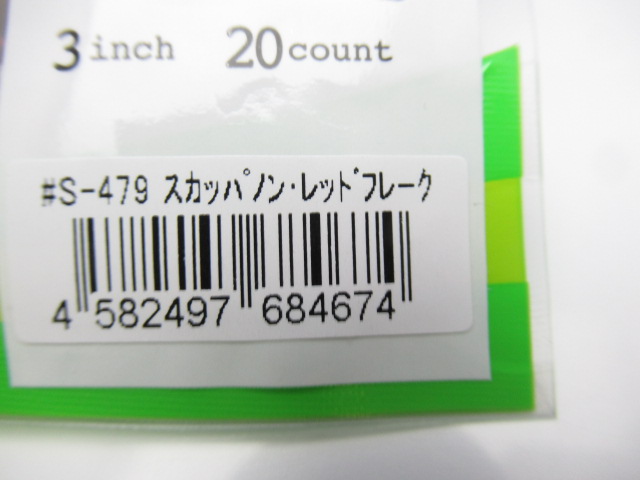 3 inch 20 count
#S-479 ｽｶｯﾊﾟﾉﾝ･ﾚｯﾄﾞﾌﾚｰｸ
4 582497 684674